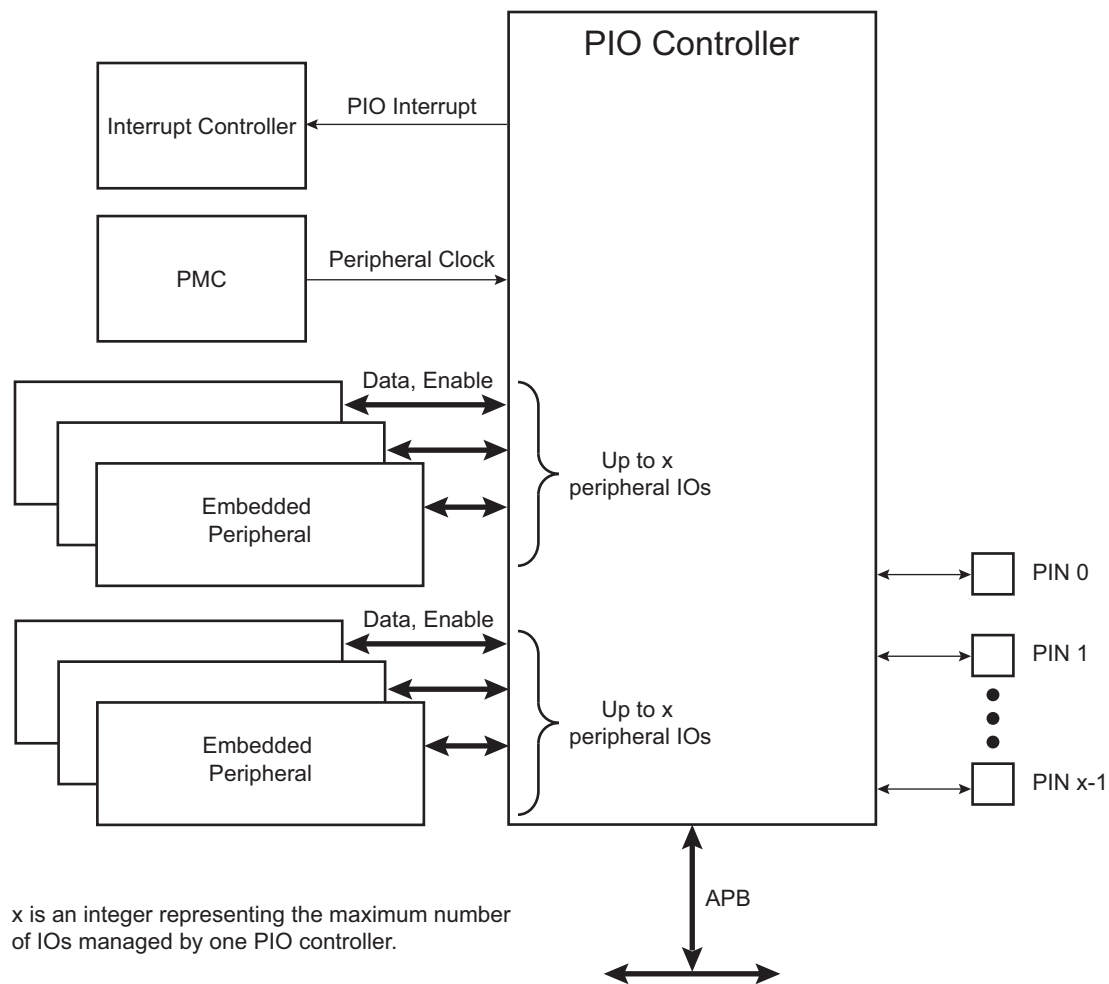 PIO Controller
PIO Interrupt
Interrupt Controller
Peripheral Clock
PMC
Data, Enable
Up to x
peripheral IOs
Embedded
Peripheral
PIN 0
Data, Enable
PIN 1
Up to x
peripheral IOs
Embedded
Peripheral
PIN x-1
APB
x is an integer representing the maximum number
of IOs managed by one PIO controller.